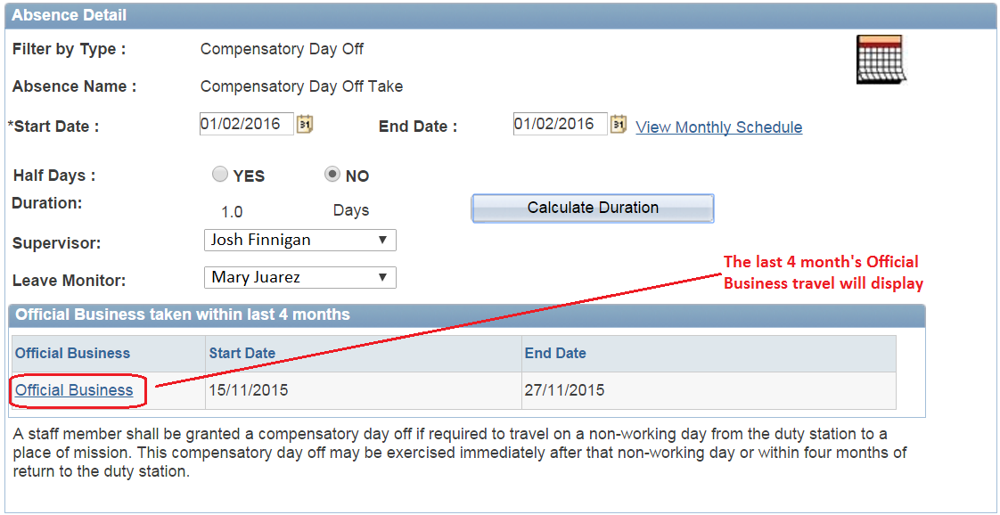 Absence Detail
Filter by Type : Compensatory Day Off
Absence Name : Compensatory Day Off Take
*Start Date : 01/02/2016 31 End Date : 01/02/2016 31 View Monthly Schedule
Half Days : YES NO
Duration: 1.0 Days Calculate Duration
Supervisor: Josh Finnigan
Leave Monitor: Mary Juarez
The last 4 month's Official
Business travel will display
Official Business taken within last 4 months
Official Business Start Date End Date
Official Business 15/11/2015 27/11/2015
A staff member shall be granted a compensatory day off if required to travel on a non-working day from the duty station to a
place of mission. This compensatory day off may be exercised immediately after that non-working day or within four months of
return to the duty station.